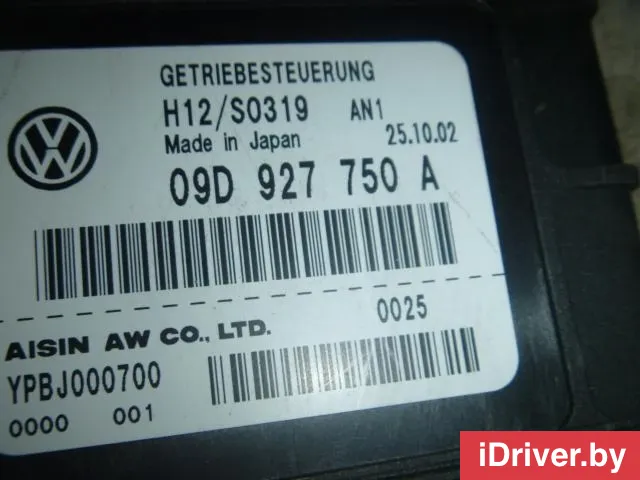 GETRIEBESTEUERUNG
H12/S0319 AN1
Made in Japan 25.10.02
09D 927 750 A
AISIN AW CO., LTD. 0025
YPBJ000700
0000 001
iDriver.by